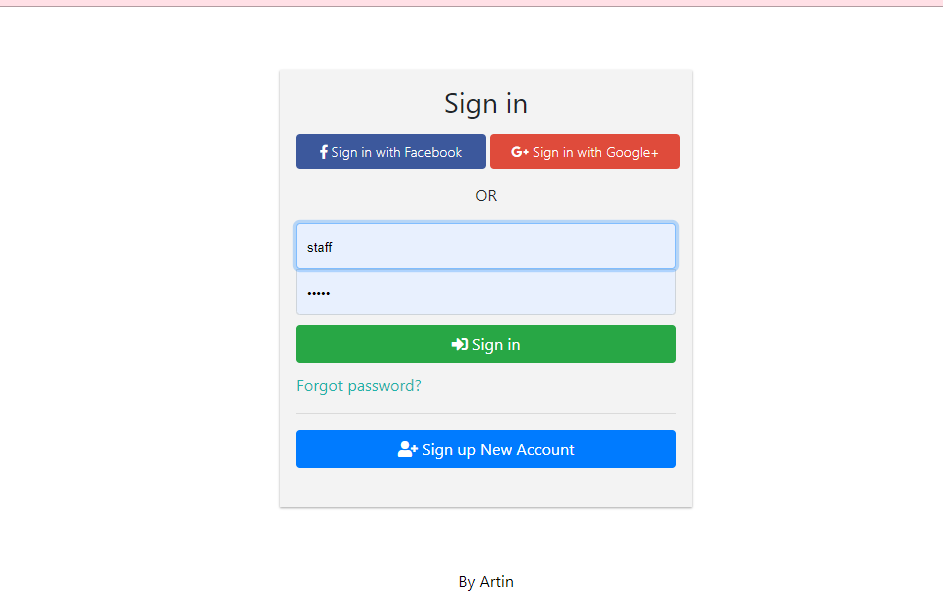 Sign in
Sign in with Facebook
G+ Sign in with Google+
OR
staff
•••••
Sign in
Forgot password?
Sign up New Account
By Artin